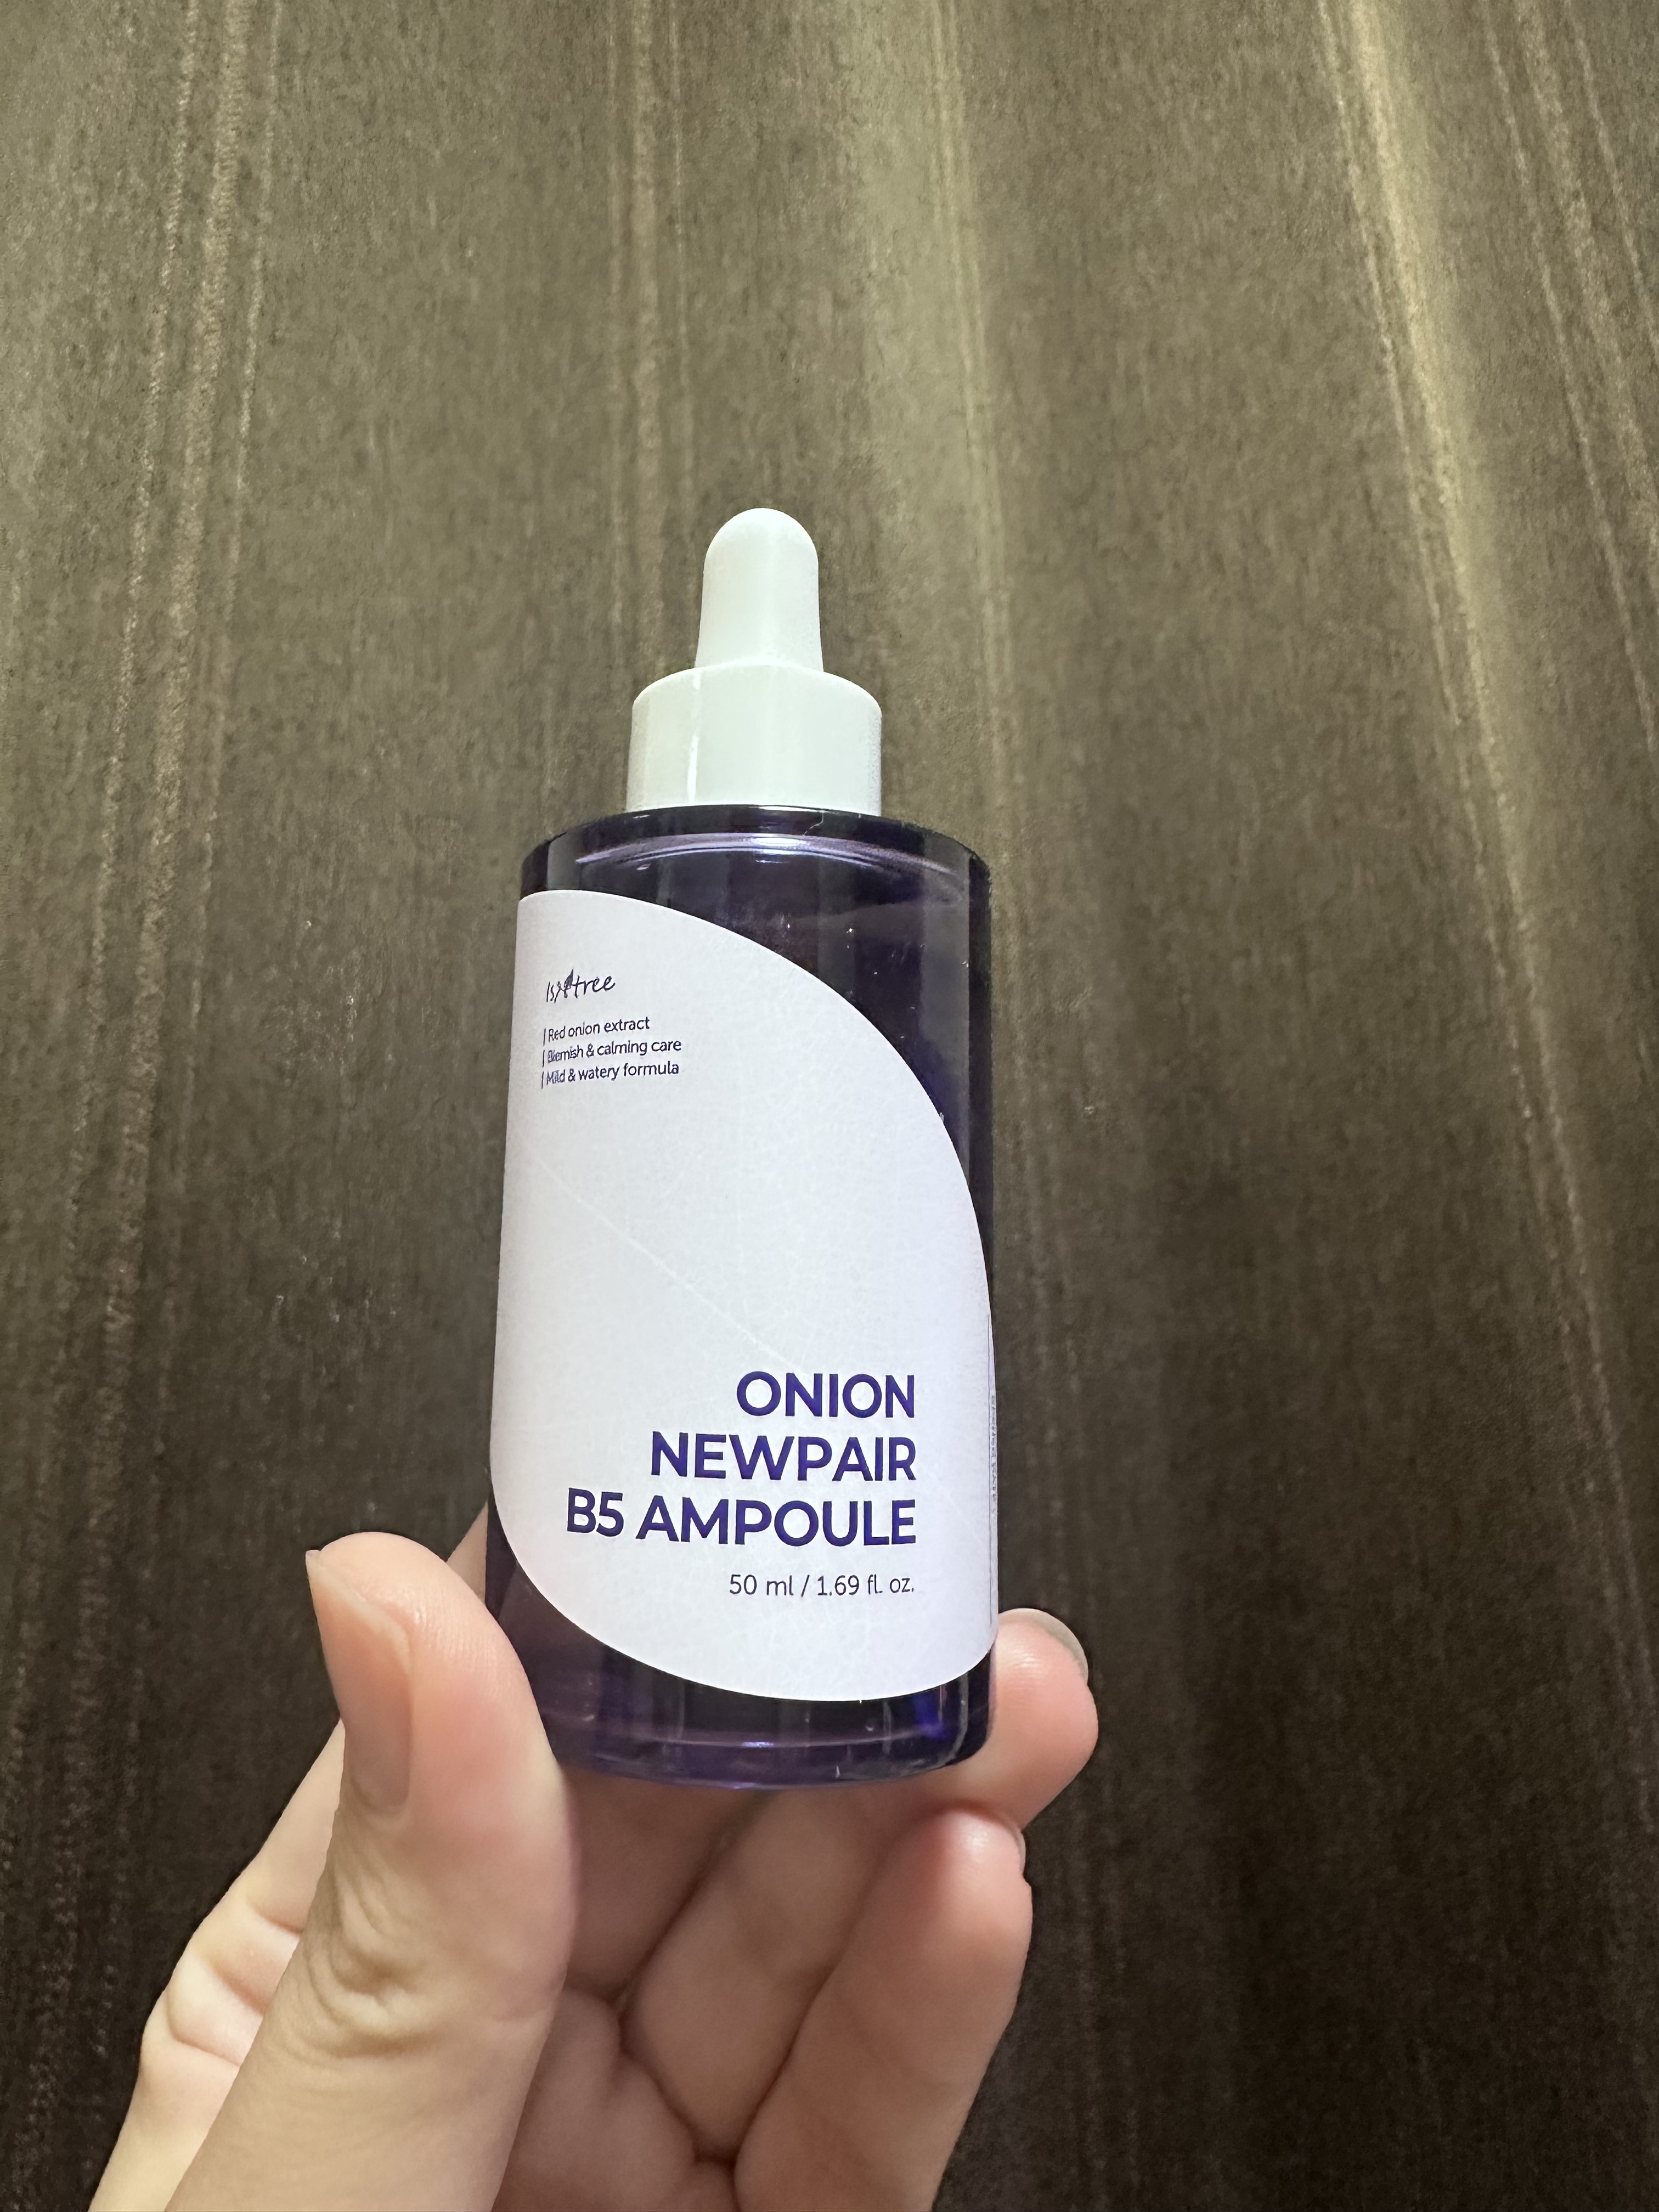 Isntree
Red onion extract
Blemish & calming care
Mild & watery formula
ONION
NEWPAIR
B5 AMPOULE
50 ml / 1.69 fl. oz.